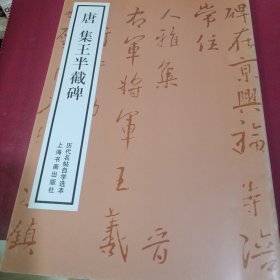 碑在京興福寺
常住
人雅集 晉
右軍將軍王羲
鎮
唐 集王半截碑
历代名帖自学选本
上海书画出版社